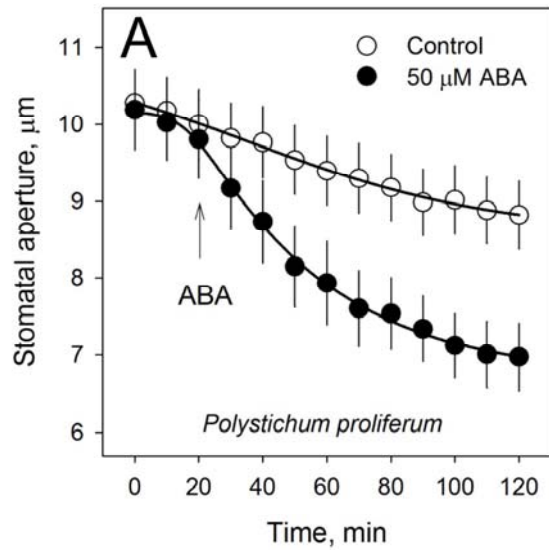 A
Control
50 µM ABA
Stomatal aperture, µm
11
10
9
8
7
6
ABA
Polystichum proliferum
0 20 40 60 80 100 120
Time, min